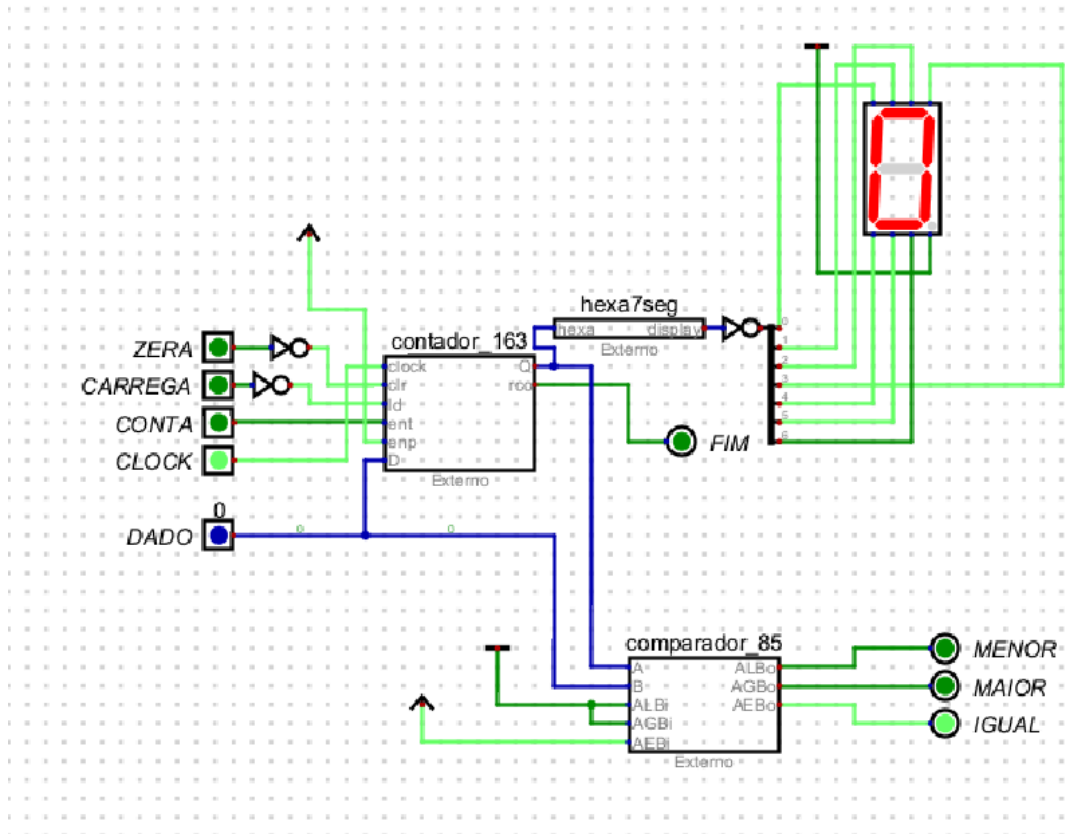 0
1
2
3
4
5
6
hexa7seg
hexa display
Externo
ZERA
CARREGA
CONTA
CLOCK
contador_163
clock Q
clr rco
ld
ent
enp
D
Externo
FIM
0
DADO
0 0
comparador_85
A ALBo
B AGBo
ALBi AEBo
AGBi
AEBi
Externo
MENOR
MAIOR
IGUAL